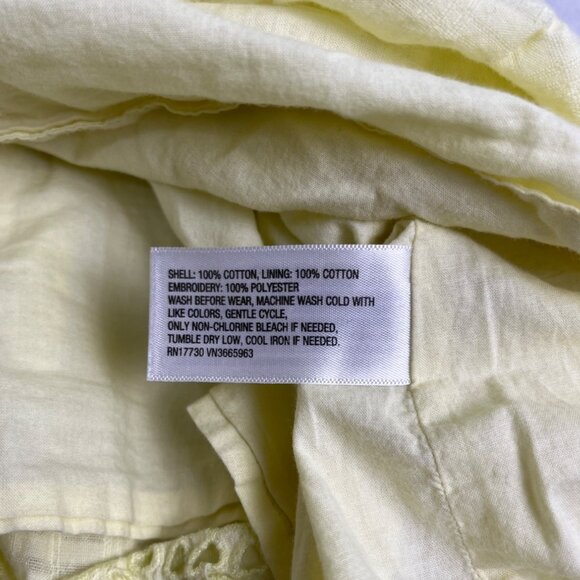 SHELL: 100% COTTON, LINING: 100% COTTON
EMBROIDERY: 100% POLYESTER
WASH BEFORE WEAR, MACHINE WASH COLD WITH
LIKE COLORS, GENTLE CYCLE,
ONLY NON-CHLORINE BLEACH IF NEEDED,
TUMBLE DRY LOW, COOL IRON IF NEEDED.
RN17730 VN3665963